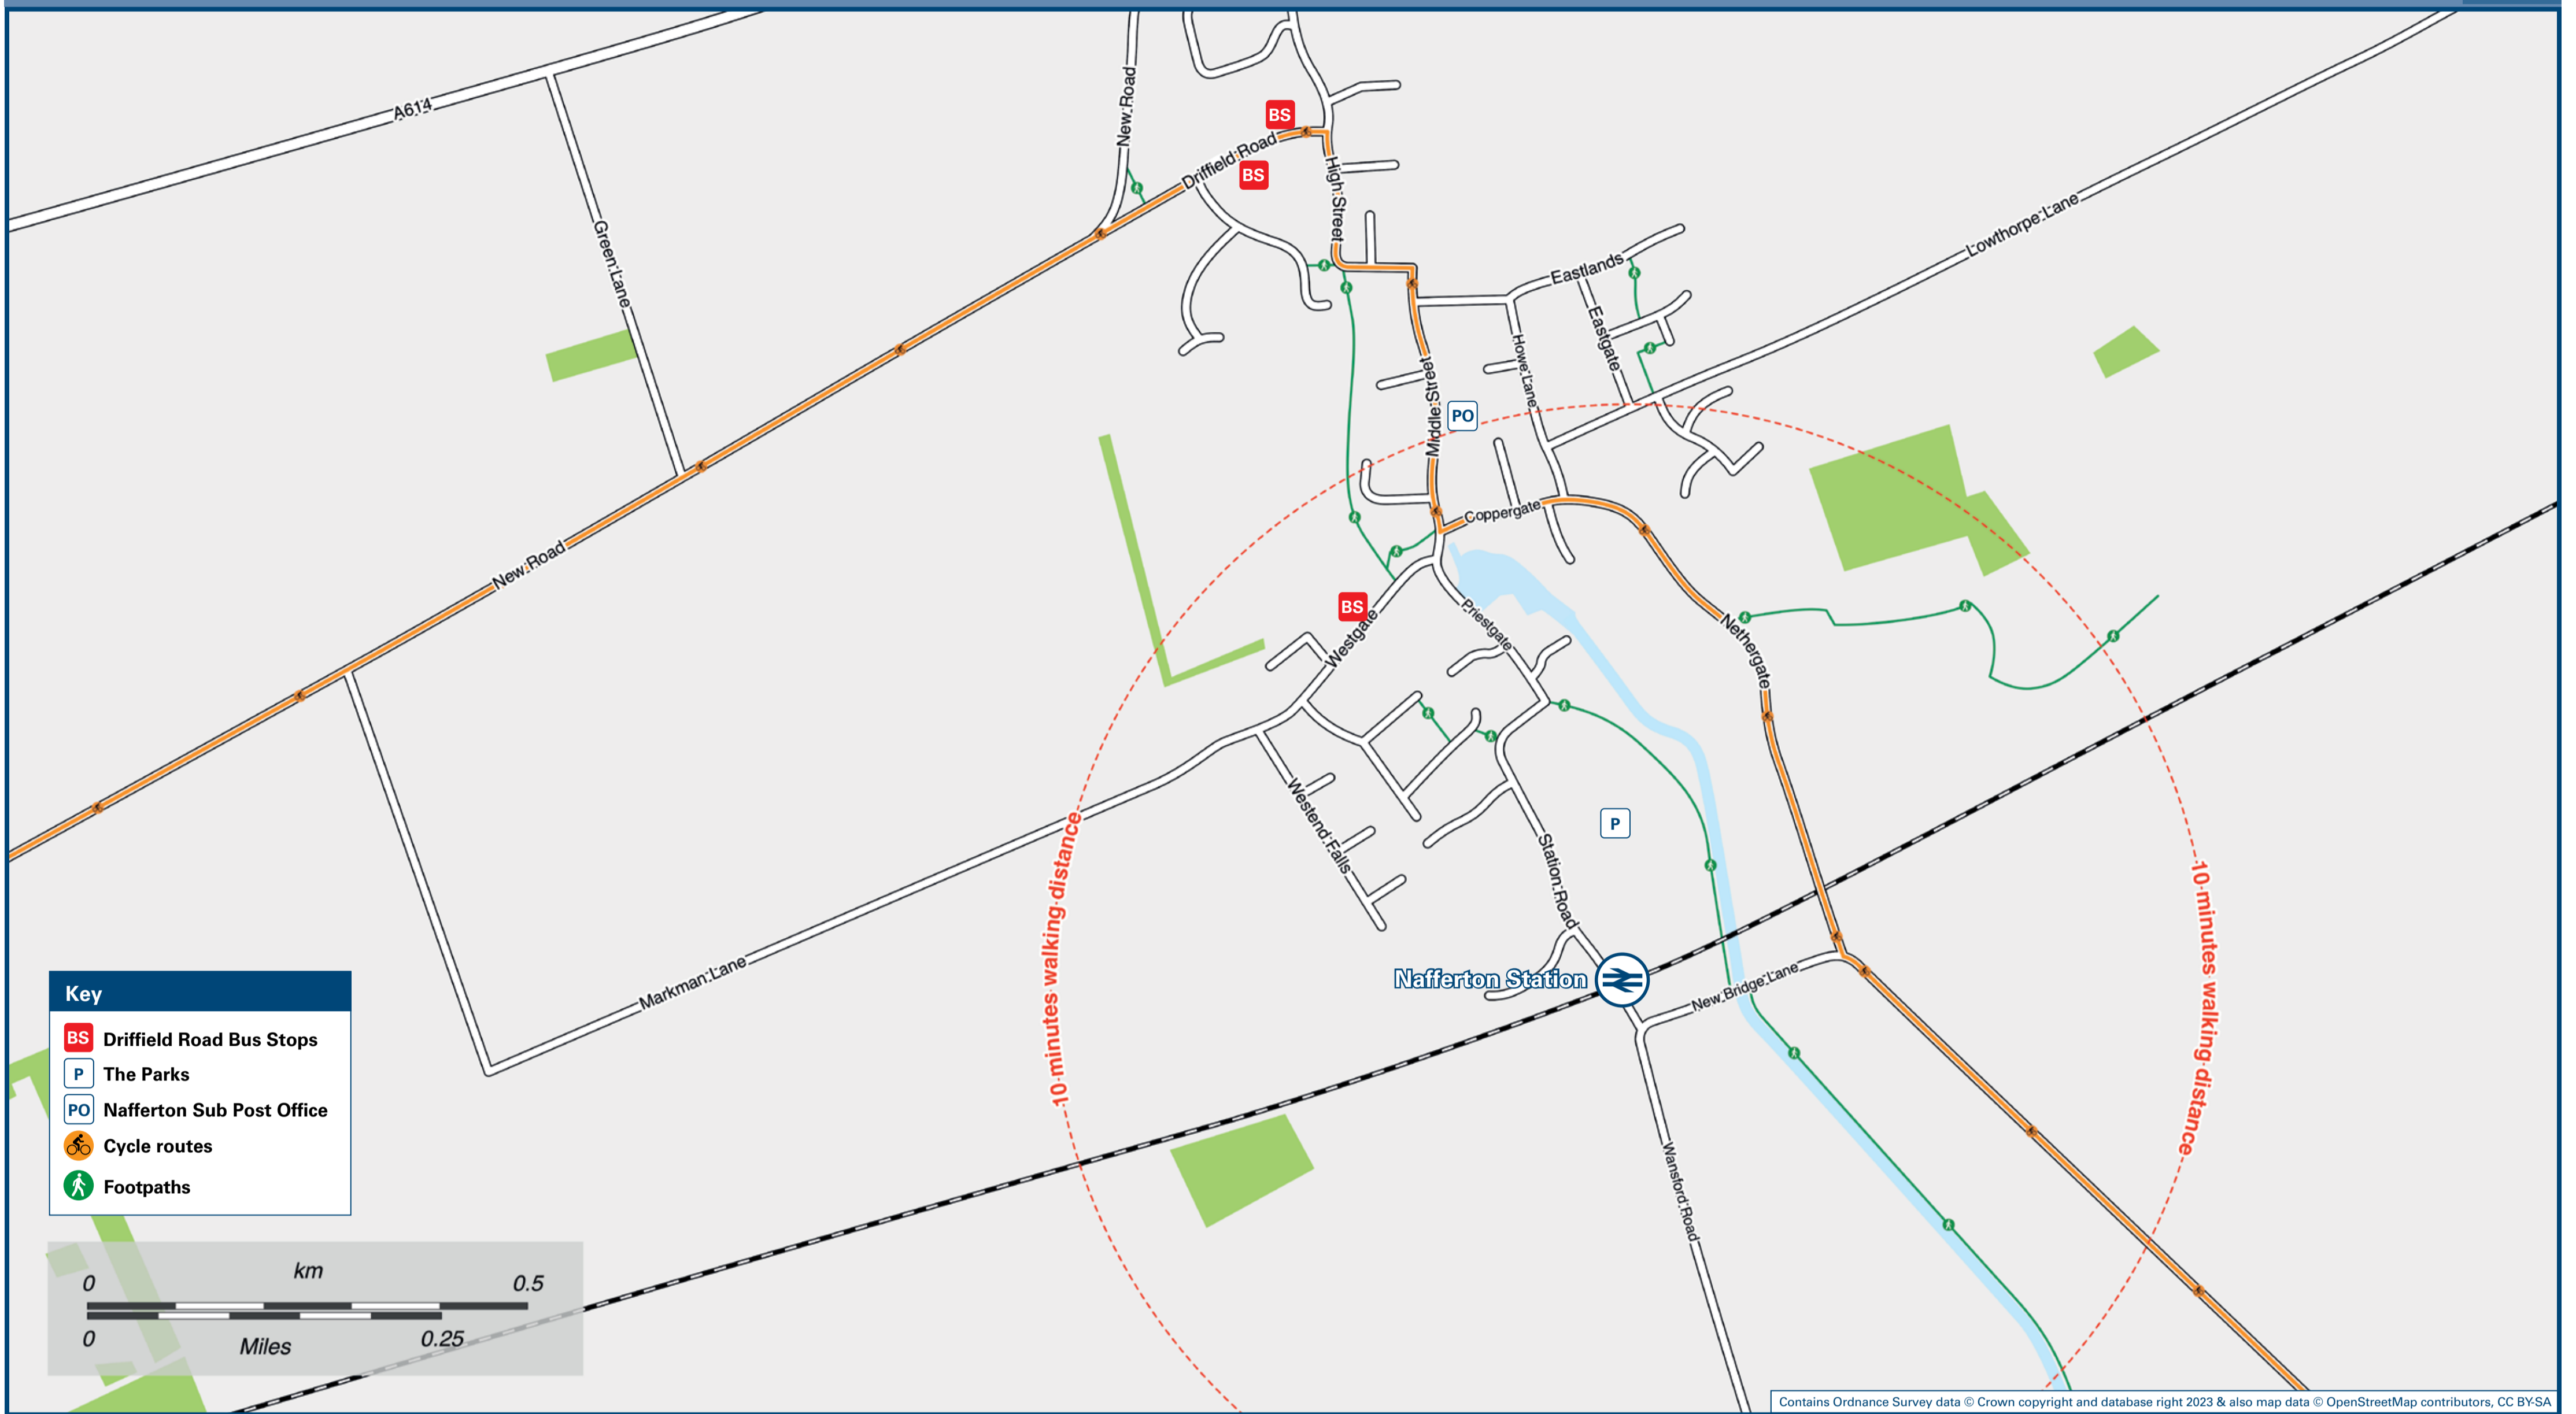 A614
New Road
BS
Driffield Road
BS
High Street
Green Lane
Lowthorpe Lane
Eastlands
Eastgate
Howe Lane
Middle Street
PO
Coppergate
New Road
BS
Westgate
Priestgate
Nethergate
Westend Falls
P
Station Road
10 minutes walking distance
10 minutes walking distance
Markman Lane
Nafferton Station
New Bridge Lane
Wansford Road
Key
BS Driffield Road Bus Stops
P The Parks
PO Nafferton Sub Post Office
Cycle routes
Footpaths
km
0 0.5
0 0.25
Miles
Contains Ordnance Survey data © Crown copyright and database right 2023 & also map data © OpenStreetMap contributors, CC BY-SA